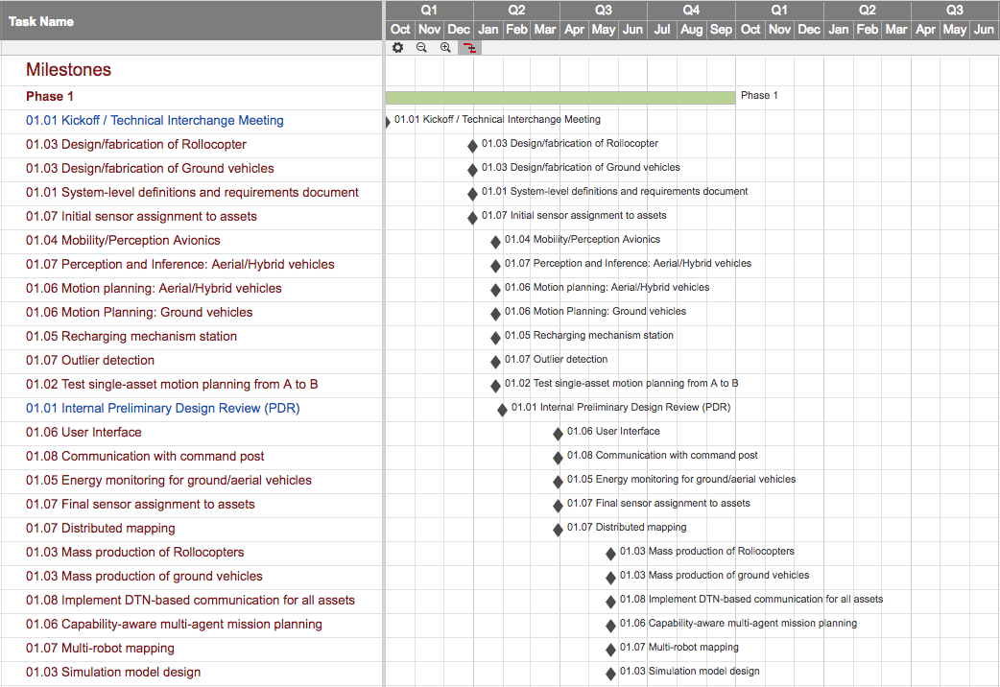 Task Name
Q1 Q2 Q3 Q4 Q1 Q2 Q3
Oct Nov Dec Jan Feb Mar Apr May Jun Jul Aug Sep Oct Nov Dec Jan Feb Mar Apr May Jun
Milestones
Phase 1 Phase 1
01.01 Kickoff / Technical Interchange Meeting 01.01 Kickoff / Technical Interchange Meeting
01.03 Design/fabrication of Rollocopter 01.03 Design/fabrication of Rollocopter
01.03 Design/fabrication of Ground vehicles 01.03 Design/fabrication of Ground vehicles
01.01 System-level definitions and requirements document 01.01 System-level definitions and requirements document
01.07 Initial sensor assignment to assets 01.07 Initial sensor assignment to assets
01.04 Mobility/Perception Avionics 01.04 Mobility/Perception Avionics
01.07 Perception and Inference: Aerial/Hybrid vehicles 01.07 Perception and Inference: Aerial/Hybrid vehicles
01.06 Motion planning: Aerial/Hybrid vehicles 01.06 Motion planning: Aerial/Hybrid vehicles
01.06 Motion Planning: Ground vehicles 01.06 Motion Planning: Ground vehicles
01.05 Recharging mechanism station 01.05 Recharging mechanism station
01.07 Outlier detection 01.07 Outlier detection
01.02 Test single-asset motion planning from A to B 01.02 Test single-asset motion planning from A to B
01.01 Internal Preliminary Design Review (PDR) 01.01 Internal Preliminary Design Review (PDR)
01.06 User Interface 01.06 User Interface
01.08 Communication with command post 01.08 Communication with command post
01.05 Energy monitoring for ground/aerial vehicles 01.05 Energy monitoring for ground/aerial vehicles
01.07 Final sensor assignment to assets 01.07 Final sensor assignment to assets
01.07 Distributed mapping 01.07 Distributed mapping
01.03 Mass production of Rollocopters 01.03 Mass production of Rollocopters
01.03 Mass production of ground vehicles 01.03 Mass production of ground vehicles
01.08 Implement DTN-based communication for all assets 01.08 Implement DTN-based communication for all assets
01.06 Capability-aware multi-agent mission planning 01.06 Capability-aware multi-agent mission planning
01.07 Multi-robot mapping 01.07 Multi-robot mapping
01.03 Simulation model design 01.03 Simulation model design